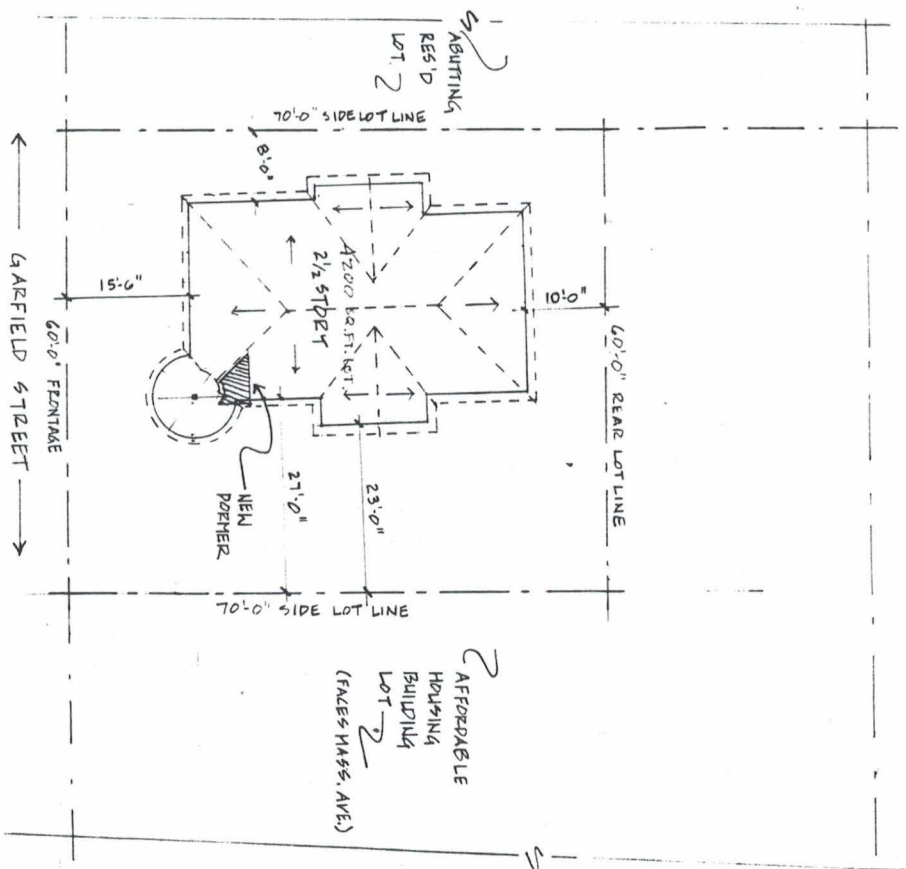 ABUTTING
RES'D
LOT.
70'-0" SIDE LOT LINE
8'-0"
15'-6"
10'-0"
4200 SQ.FT. LOT.
2½ STORY
← GARFIELD STREET →
60'-0" FRONTAGE
60'-0" REAR LOT LINE
NEW
DORMER
27'-0"
23'-0"
70'-0" SIDE LOT LINE
AFFORDABLE
HOUSING
BUILDING
LOT
(FACES MASS. AVE.)